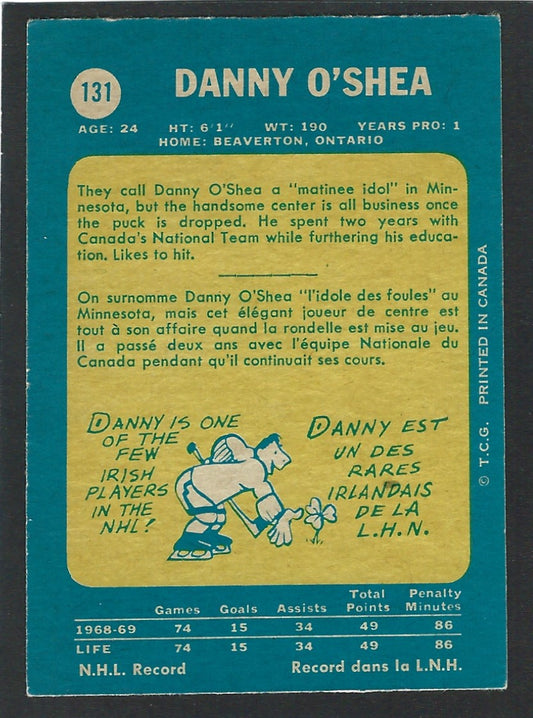 131
DANNY O'SHEA
AGE: 24 HT: 6'1" WT: 190 YEARS PRO: 1
HOME: BEAVERTON, ONTARIO
They call Danny O'Shea a "matinee idol" in Min-
nesota, but the handsome center is all business once
the puck is dropped. He spent two years with
Canada's National Team while furthering his educa-
tion. Likes to hit.
On surnomme Danny O'Shea "l'idole des foules" au
Minnesota, mais cet élégant joueur de centre est
tout à son affaire quand la rondelle est mise au jeu.
Il a passé deux ans avec l'équipe Nationale du
Canada pendant qu'il continuait ses cours.
DANNY IS ONE
OF THE
FEW
IRISH
PLAYERS
IN THE
NHL!
DANNY EST
UN DES
RARES
IRLANDAIS
DE LA
L.H.N.
© T.C.G. PRINTED IN CANADA
Games Goals Assists Total Points Penalty Minutes
1968-69 74 15 34 49 86
LIFE 74 15 34 49 86
N.H.L. Record Record dans la L.N.H.